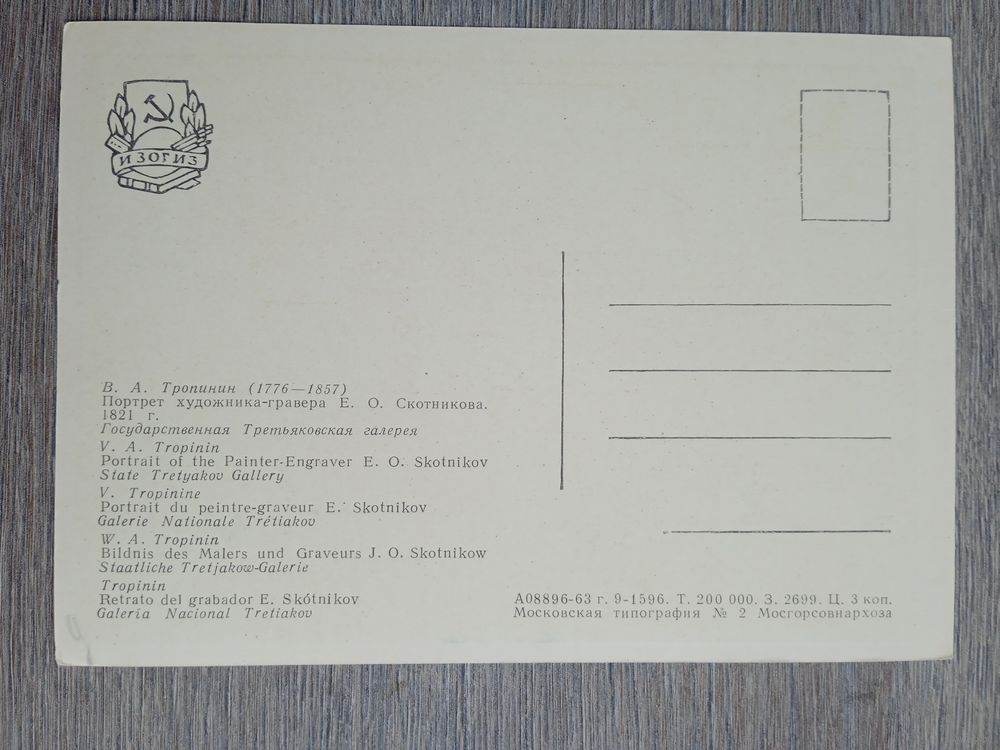 ИЗОГИЗ
В. А. Тропинин (1776—1857)
Портрет художника-гравера Е. О. Скотникова.
1821 г.
Государственная Третьяковская галерея
V. A. Tropinin
Portrait of the Painter-Engraver E. O. Skotnikov
State Tretyakov Gallery
V. Tropinine
Portrait du peintre-graveur E. Skotnikov
Galerie Nationale Trétiakov
W. A. Tropinin
Bildnis des Malers und Graveurs J. O. Skotnikow
Staatliche Tretjakow-Galerie
Tropinin
Retrato del grabador E. Skótnikov
Galería Nacional Tretiakov
А08896-63 г. 9-1596. Т. 200 000. З. 2699. Ц. 3 коп.
Московская типография № 2 Мосгорсовнархоза